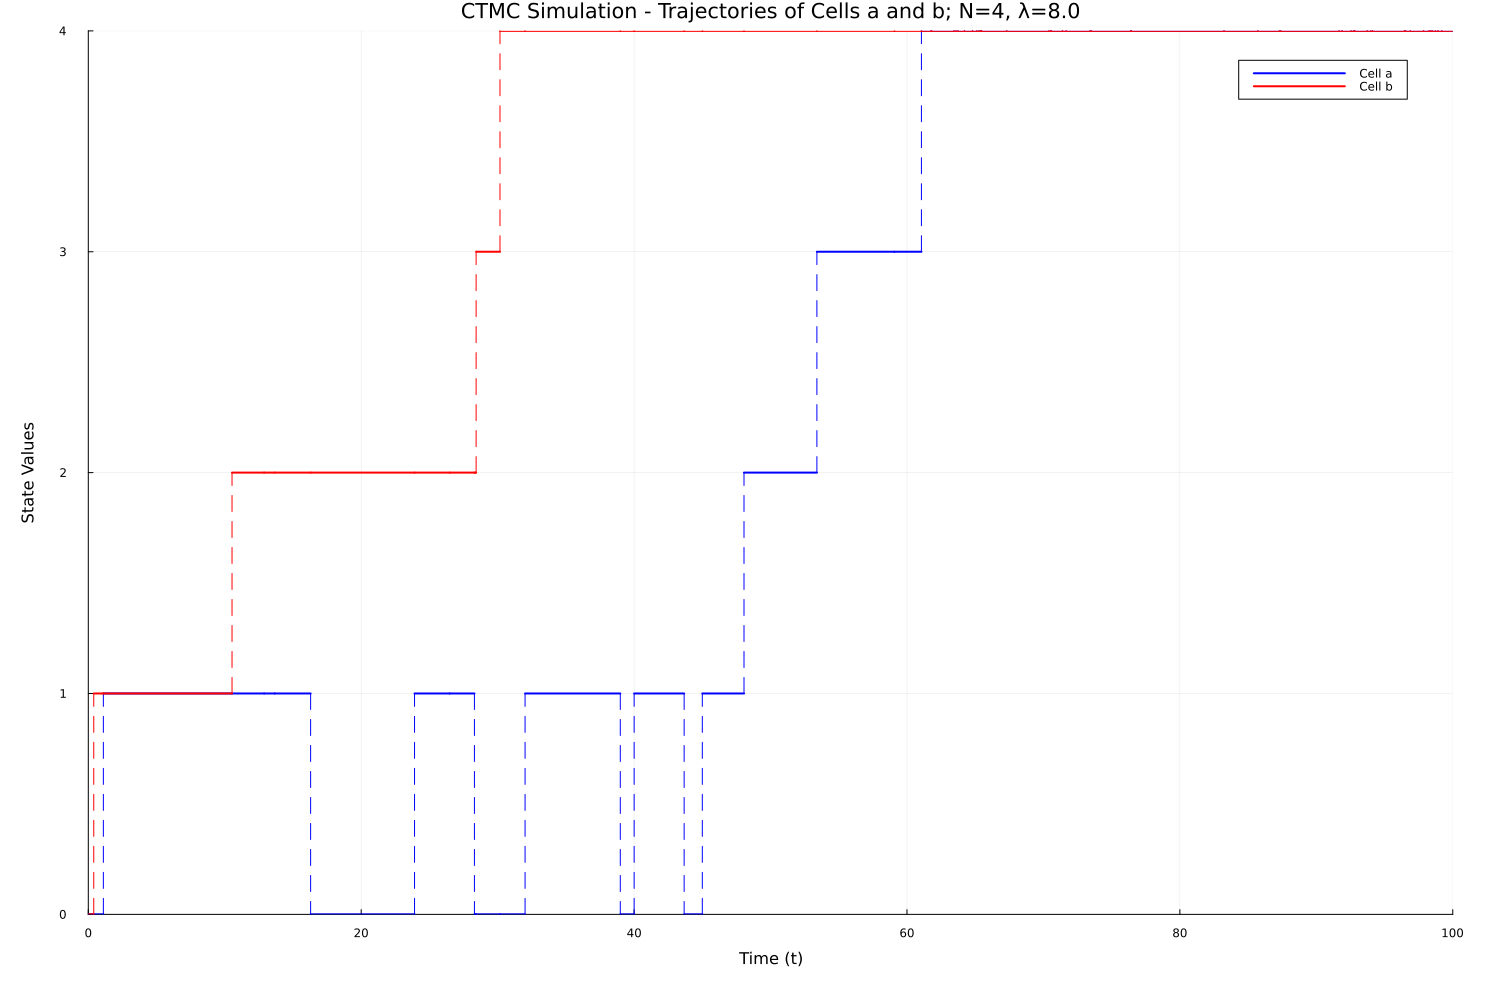 CTMC Simulation - Trajectories of Cells a and b; N=4, λ=8.0
4
3
2
1
0
State Values
Cell a
Cell b
0 20 40 60 80 100
Time (t)